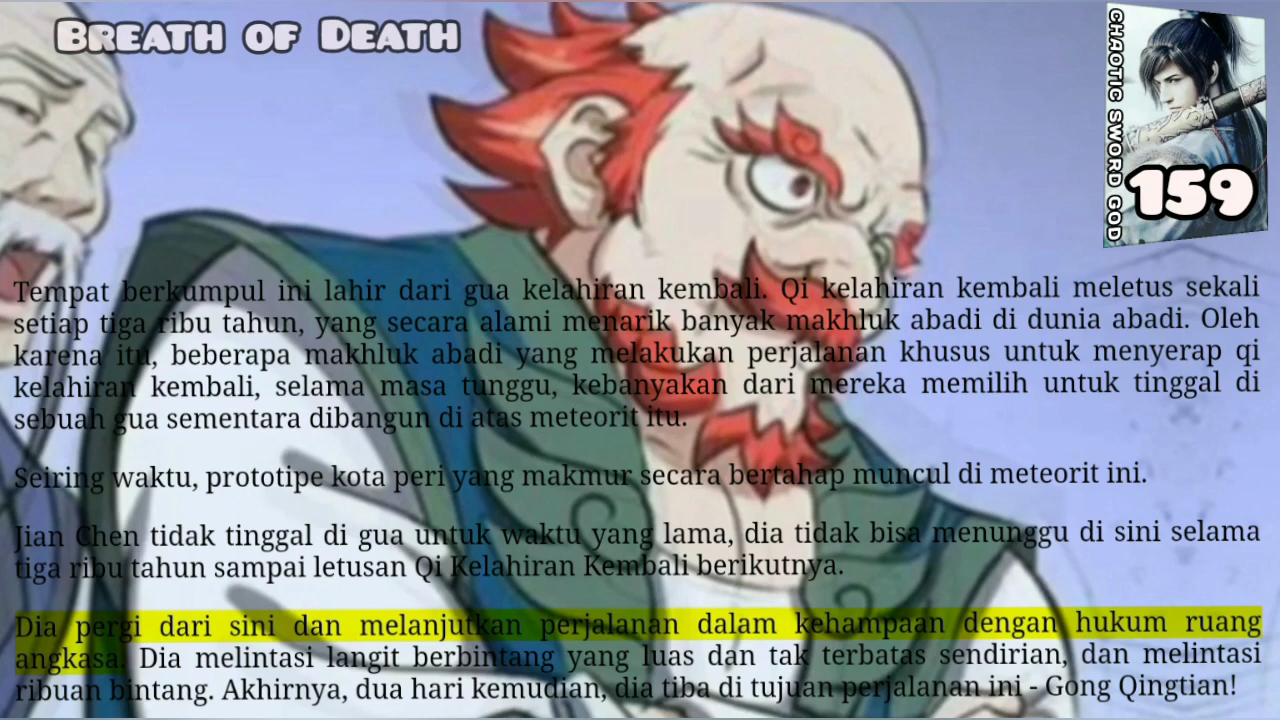 Breath of Death
CHAOTIC SWORD GOD
159
Tempat berkumpul ini lahir dari gua kelahiran kembali. Qi kelahiran kembali meletus sekali
setiap tiga ribu tahun, yang secara alami menarik banyak makhluk abadi di dunia abadi. Oleh
karena itu, beberapa makhluk abadi yang melakukan perjalanan khusus untuk menyerap qi
kelahiran kembali, selama masa tunggu, kebanyakan dari mereka memilih untuk tinggal di
sebuah gua sementara dibangun di atas meteorit itu.
Seiring waktu, prototipe kota peri yang makmur secara bertahap muncul di meteorit ini.
Jian Chen tidak tinggal di gua untuk waktu yang lama, dia tidak bisa menunggu di sini selama
tiga ribu tahun sampai letusan Qi Kelahiran Kembali berikutnya.
Dia pergi dari sini dan melanjutkan perjalanan dalam kehampaan dengan hukum ruang
angkasa. Dia melintasi langit berbintang yang luas dan tak terbatas sendirian, dan melintasi
ribuan bintang. Akhirnya, dua hari kemudian, dia tiba di tujuan perjalanan ini - Gong Qingtian!